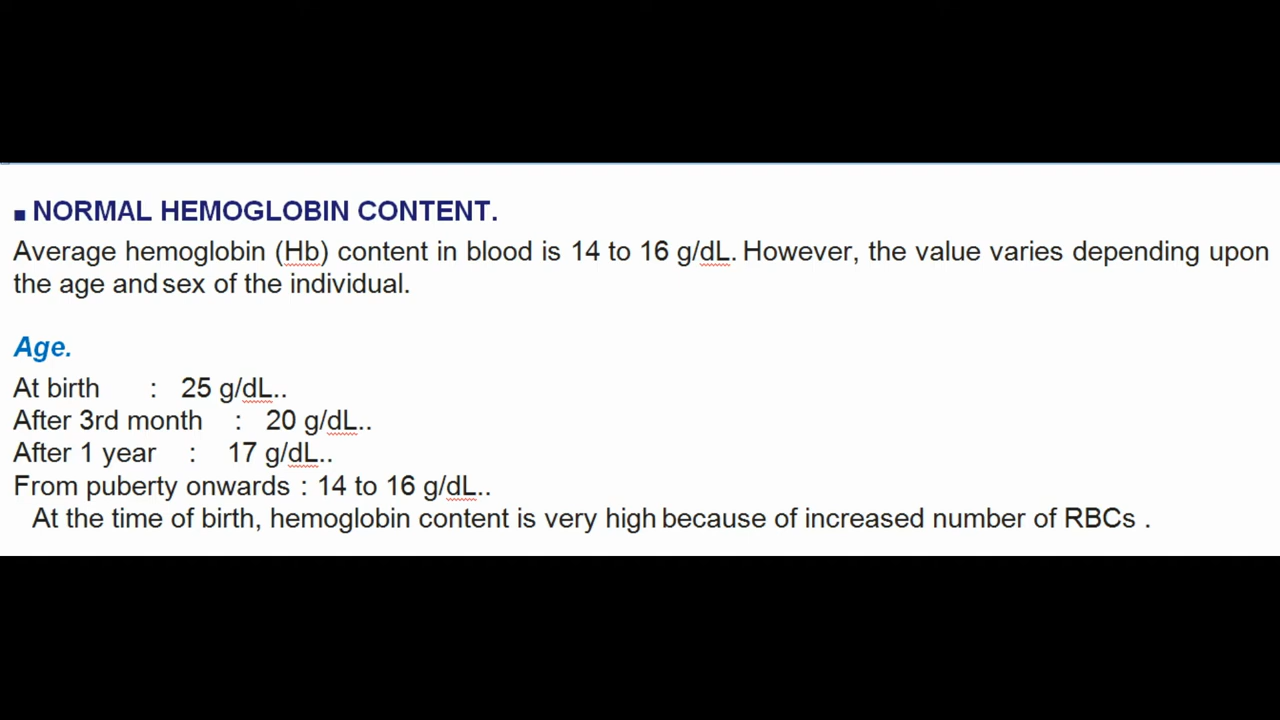 ▪ NORMAL HEMOGLOBIN CONTENT.
Average hemoglobin (Hb) content in blood is 14 to 16 g/dL. However, the value varies depending upon
the age and sex of the individual.
Age.
At birth : 25 g/dL..
After 3rd month : 20 g/dL..
After 1 year : 17 g/dL..
From puberty onwards : 14 to 16 g/dL..
At the time of birth, hemoglobin content is very high because of increased number of RBCs .